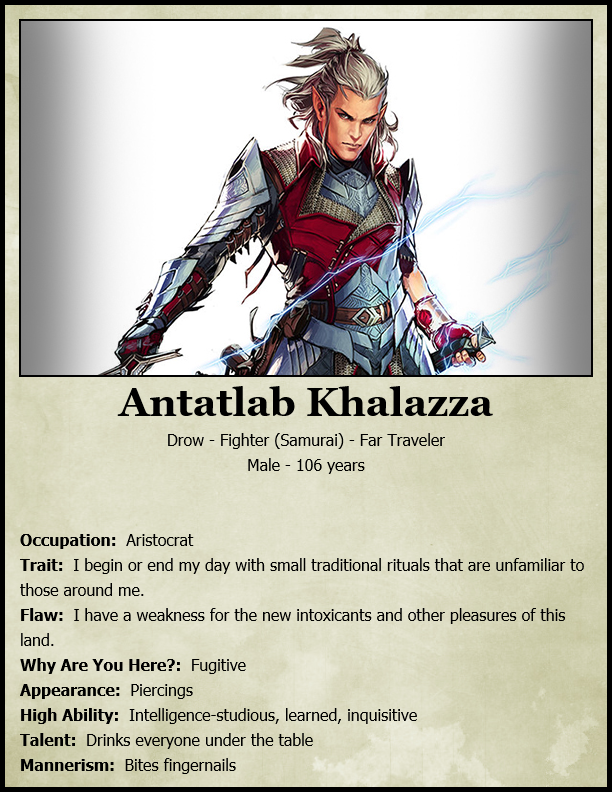 Antatlab Khalazza
Drow - Fighter (Samurai) - Far Traveler
Male - 106 years
Occupation: Aristocrat
Trait: I begin or end my day with small traditional rituals that are unfamiliar to
those around me.
Flaw: I have a weakness for the new intoxicants and other pleasures of this
land.
Why Are You Here?: Fugitive
Appearance: Piercings
High Ability: Intelligence-studious, learned, inquisitive
Talent: Drinks everyone under the table
Mannerism: Bites fingernails